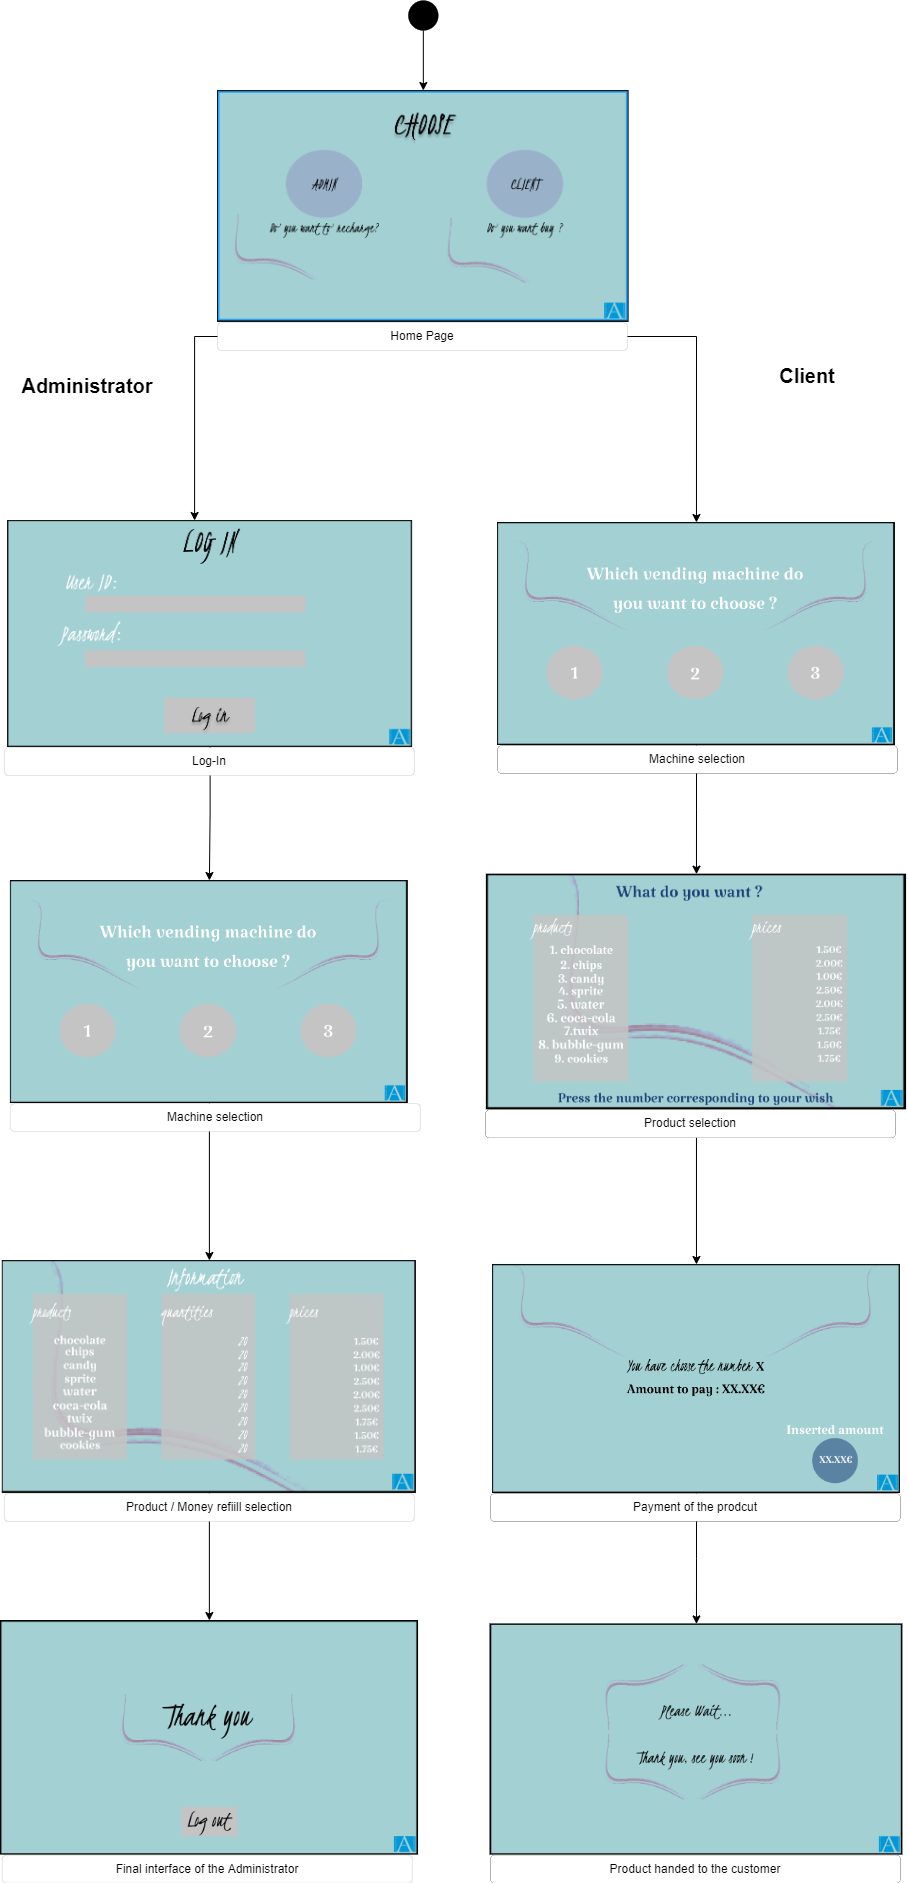 CHOOSE
ADMIN
CLIENT
Do you want to recharge?
Do you want buy ?
A
Home Page
Administrator
Client
LOG IN
User ID:
Password:
Log in
A
Log-In
Which vending machine do
you want to choose ?
1
2
3
A
Machine selection
Which vending machine do
you want to choose ?
1
2
3
A
Machine selection
What do you want ?
products
prices
1. chocolate
1.50€
2. chips
2.00€
3. candy
1.00€
4. sprite
2.50€
5. water
2.00€
6. coca-cola
2.50€
7.twix
1.75€
8. bubble-gum
1.50€
9. cookies
1.75€
Press the number corresponding to your wish
A
Product selection
Information
products
quantities
prices
chocolate
20
1.50€
chips
20
2.00€
candy
20
1.00€
sprite
20
2.50€
water
20
2.00€
coca-cola
20
2.50€
twix
20
1.75€
bubble-gum
20
1.50€
cookies
20
1.75€
A
Product / Money refiill selection
You have choose the number X
Amount to pay : XX.XX€
Inserted amount
XX.XX€
A
Payment of the prodcut
Thank you
Log out
A
Final interface of the Administrator
Please Wait...
Thank you, see you soon !
A
Product handed to the customer